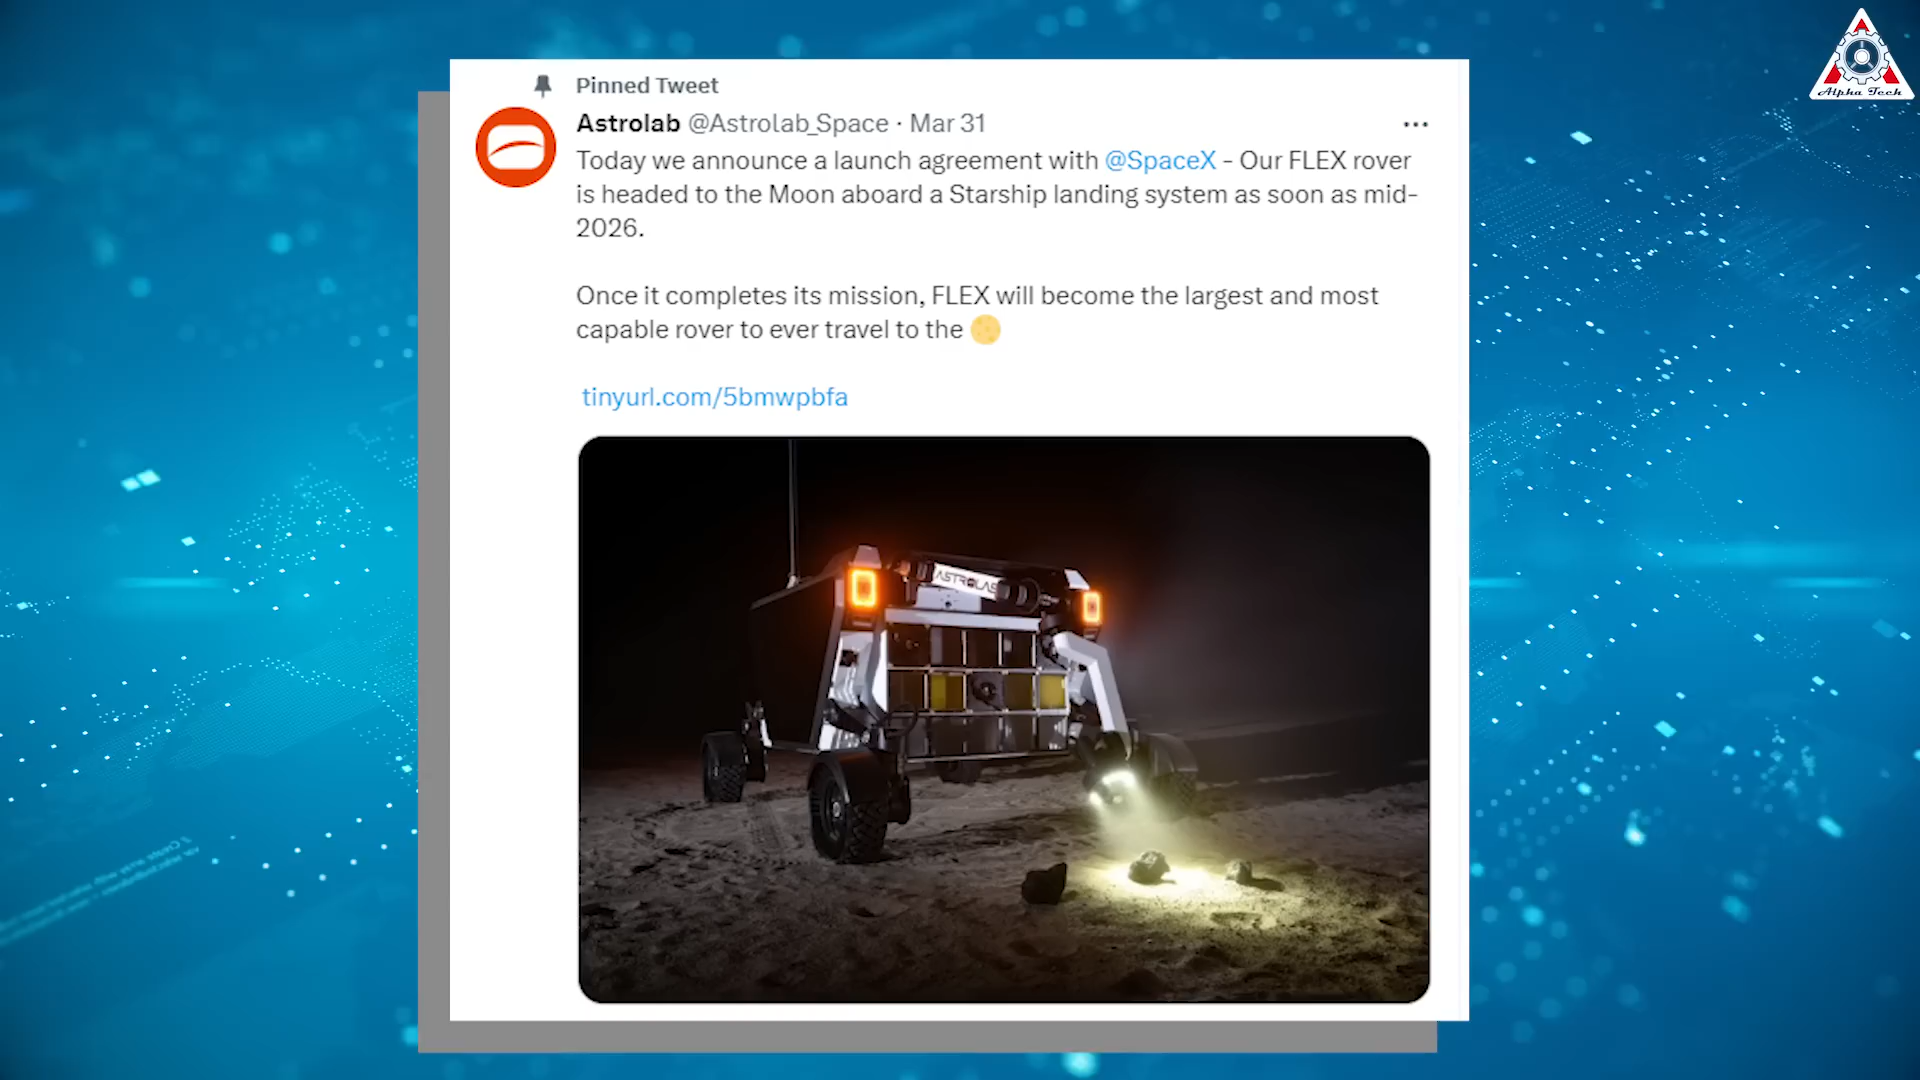 Alpha Tech
Pinned Tweet
Astrolab @Astrolab_Space · Mar 31
Today we announce a launch agreement with @SpaceX - Our FLEX rover
is headed to the Moon aboard a Starship landing system as soon as mid-
2026.
Once it completes its mission, FLEX will become the largest and most
capable rover to ever travel to the 🌕
tinyurl.com/5bmwpbfa
ASTROLAB